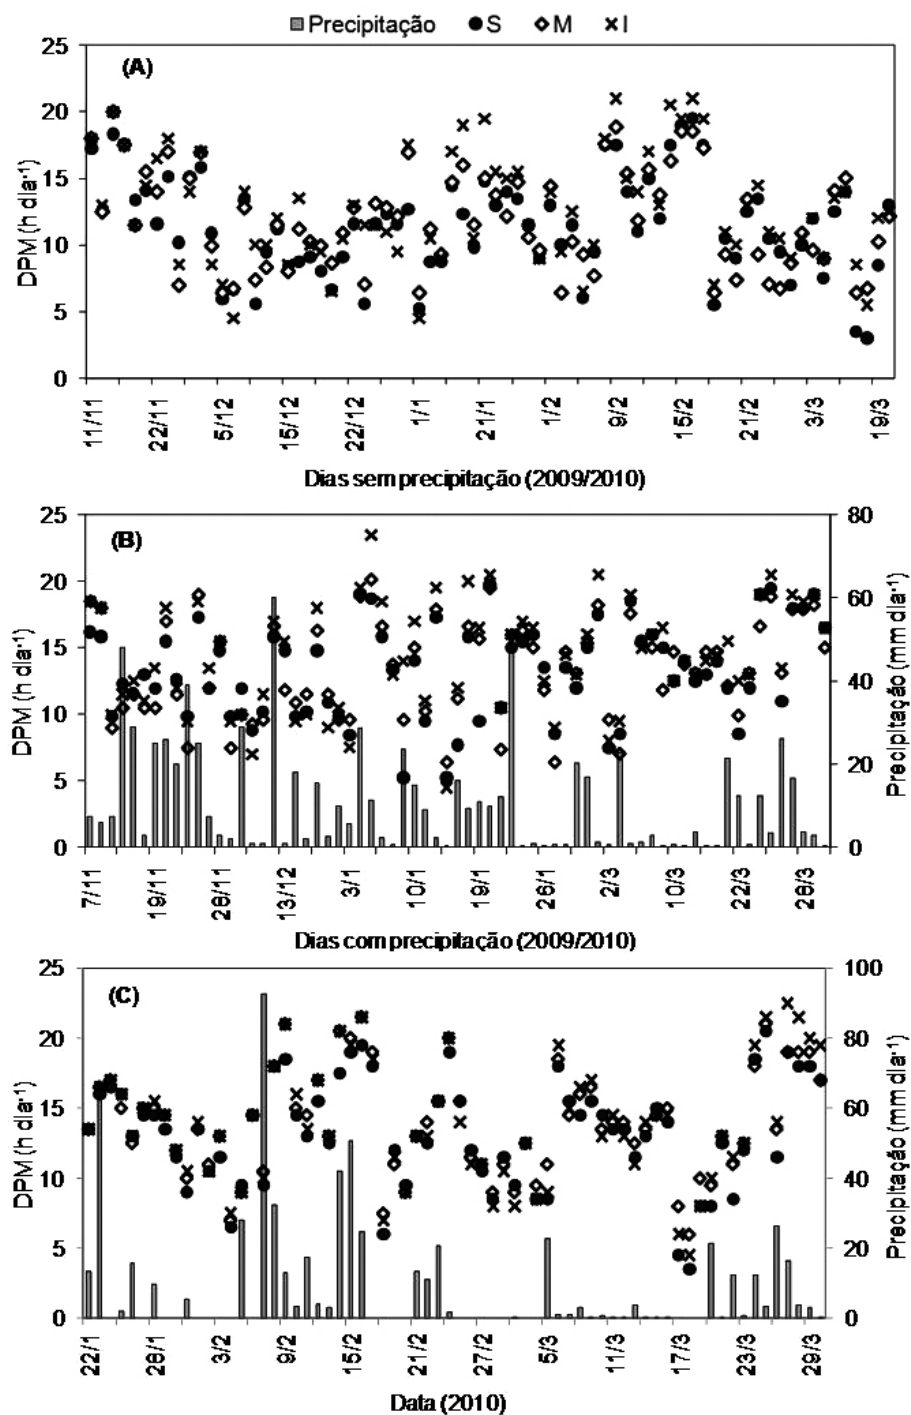 Precipitação S M I
25
(A)
20
15
10
5
0
DPM (h dia-1)
11/11 22/11 5/12 15/12 22/12 1/1 21/1 1/2 9/2 15/2 21/2 3/3 19/3
Dias sem precipitação (2009/2010)
25 80
(B)
20 60
15
40
10
20
5
0 0
DPM (h dia-1)
Precipitação (mm dia-1)
7/11 19/11 28/11 13/12 3/1 10/1 19/1 26/1 2/3 10/3 22/3 28/3
Dias com precipitação (2009/2010)
25 100
(C)
20 80
15 60
10 40
5 20
0 0
DPM (h dia-1)
Precipitação (mm dia-1)
22/1 28/1 3/2 9/2 15/2 21/2 27/2 5/3 11/3 17/3 23/3 29/3
Data (2010)